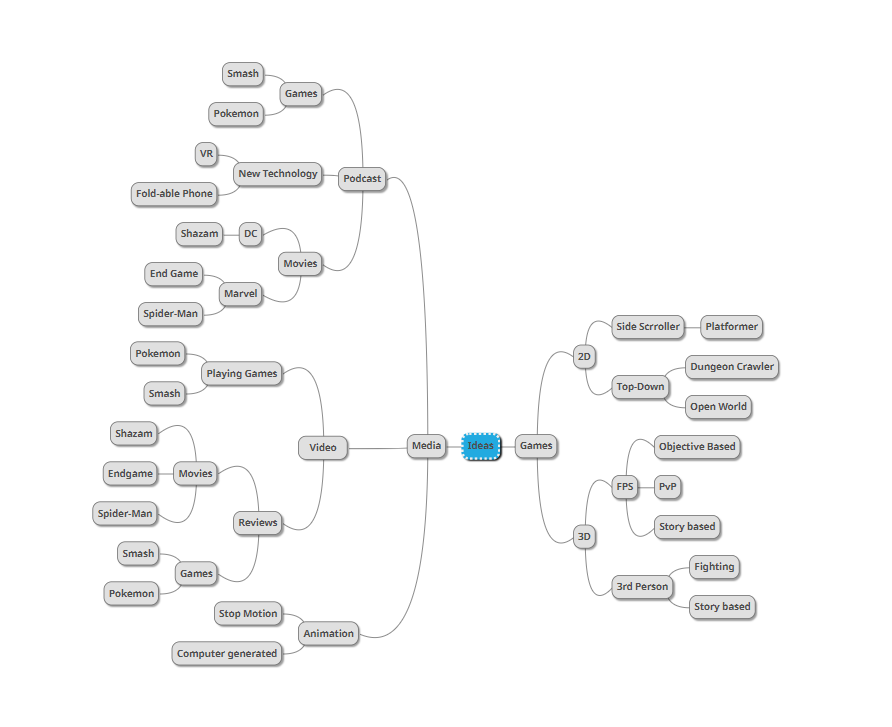 Smash
Games
Pokemon
VR
New Technology
Fold-able Phone
Podcast
Shazam
DC
Movies
End Game
Marvel
Spider-Man
Pokemon
Playing Games
Smash
Video
Shazam
Endgame
Movies
Spider-Man
Reviews
Smash
Games
Pokemon
Stop Motion
Animation
Computer generated
Media
Ideas
Games
2D
Side Scrroller
Platformer
Top-Down
Dungeon Crawler
Open World
3D
FPS
Objective Based
PvP
Story based
3rd Person
Fighting
Story based